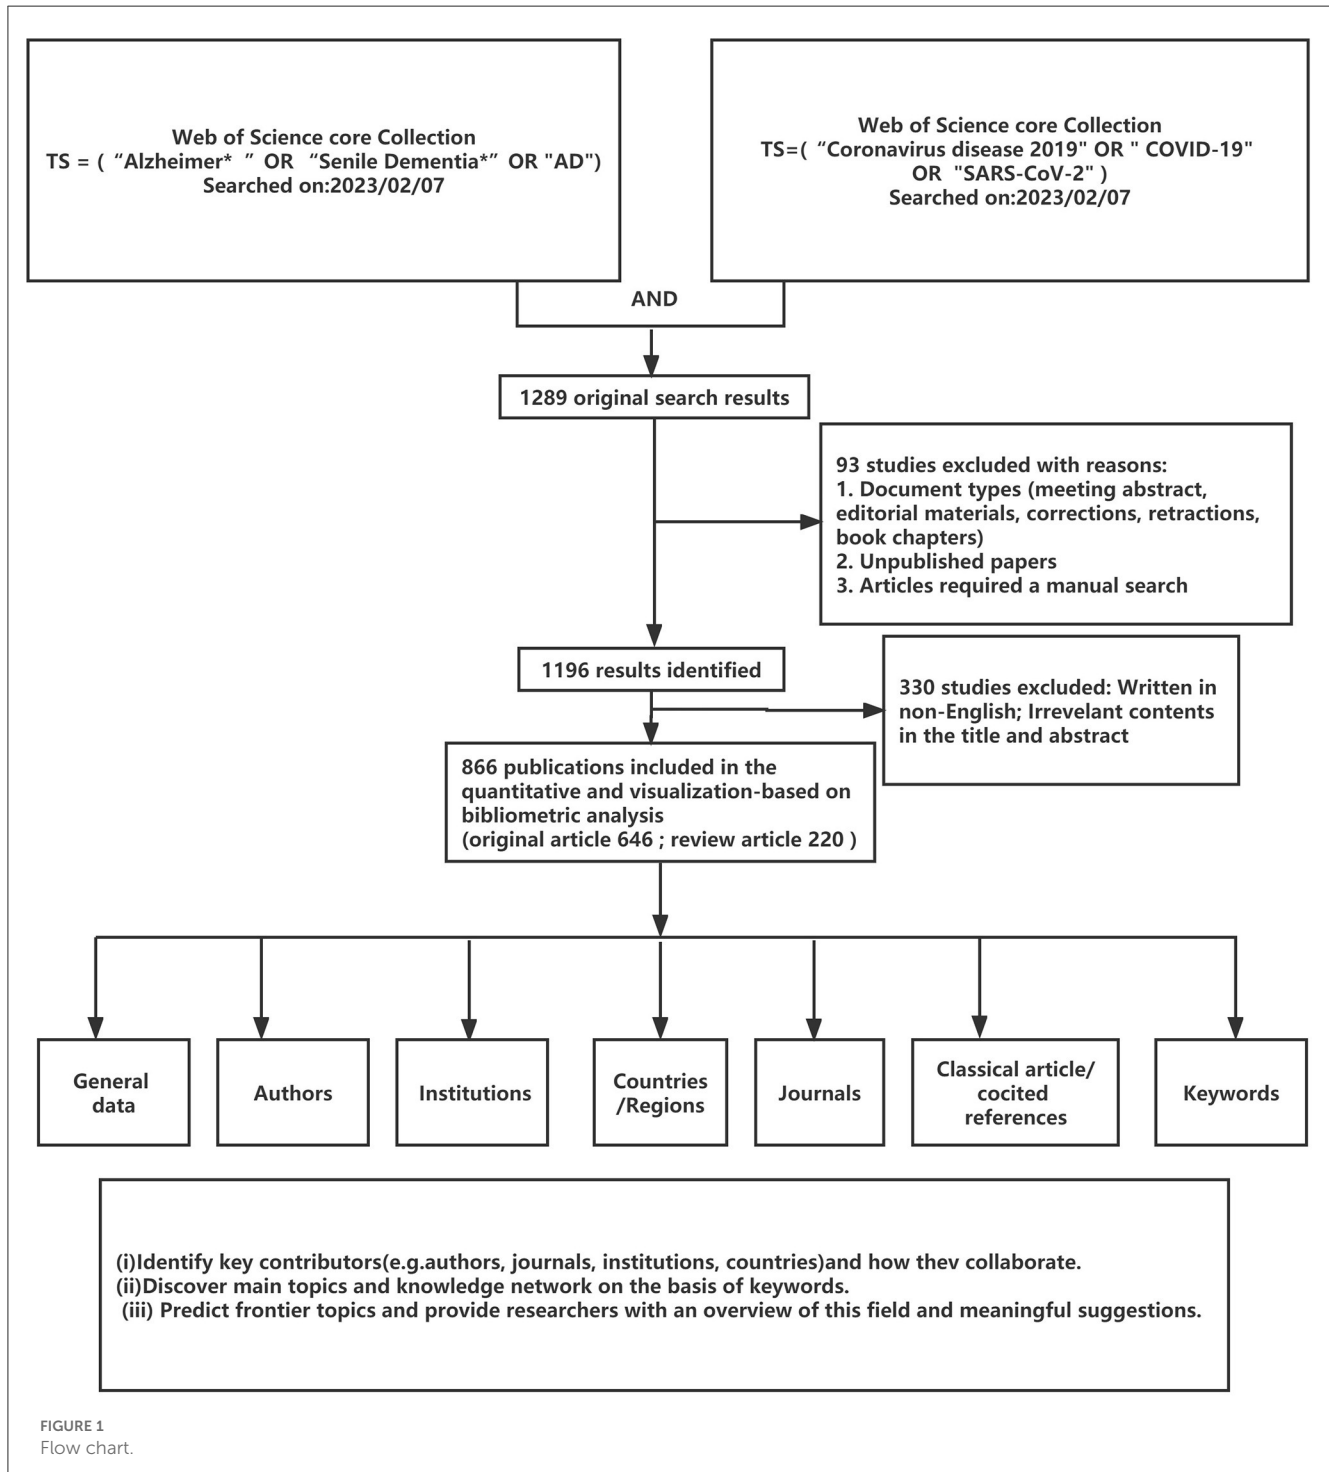 Web of Science core Collection
TS = ( “Alzheimer* ” OR “Senile Dementia*” OR "AD")
Searched on:2023/02/07
Web of Science core Collection
TS=( “Coronavirus disease 2019" OR " COVID-19"
OR "SARS-CoV-2" )
Searched on:2023/02/07
AND
1289 original search results
93 studies excluded with reasons:
1. Document types (meeting abstract,
editorial materials, corrections, retractions,
book chapters)
2. Unpublished papers
3. Articles required a manual search
1196 results identified
330 studies excluded: Written in
non-English; Irrevelant contents
in the title and abstract
866 publications included in the
quantitative and visualization-based on
bibliometric analysis
(original article 646 ; review article 220 )
General
data
Authors
Institutions
Countries
/Regions
Journals
Classical article/
cocited
references
Keywords
(i)Identify key contributors(e.g.authors, journals, institutions, countries)and how thev collaborate.
(ii)Discover main topics and knowledge network on the basis of keywords.
(iii) Predict frontier topics and provide researchers with an overview of this field and meaningful suggestions.
FIGURE 1
Flow chart.